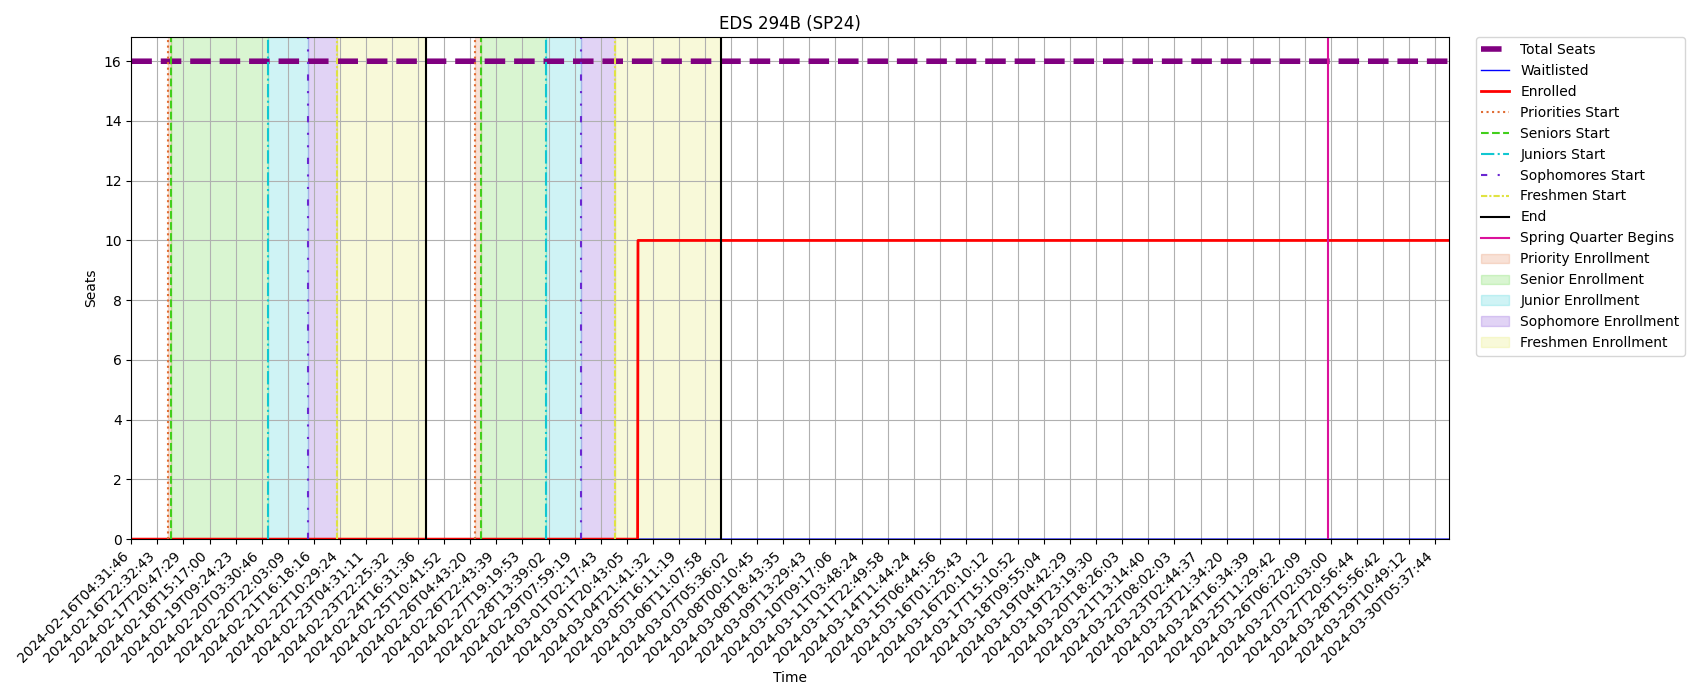 EDS 294B (SP24)
Seats
16
14
12
10
8
6
4
2
0
2024-02-16T04:31:46
2024-02-16T22:32:43
2024-02-17T20:47:29
2024-02-18T15:17:00
2024-02-19T09:24:23
2024-02-20T03:30:46
2024-02-20T22:03:09
2024-02-21T16:18:16
2024-02-22T10:29:24
2024-02-23T04:31:11
2024-02-23T22:25:32
2024-02-24T16:31:36
2024-02-25T10:41:52
2024-02-26T04:43:20
2024-02-26T22:43:39
2024-02-27T19:19:53
2024-02-28T13:39:02
2024-02-29T07:59:19
2024-03-01T02:17:43
2024-03-01T20:43:05
2024-03-04T21:41:32
2024-03-05T16:11:19
2024-03-06T11:07:58
2024-03-07T05:36:02
2024-03-08T00:10:45
2024-03-08T18:43:35
2024-03-09T13:29:43
2024-03-10T09:17:06
2024-03-11T03:48:24
2024-03-11T22:49:58
2024-03-14T11:44:24
2024-03-15T06:44:56
2024-03-16T01:25:43
2024-03-16T20:10:12
2024-03-17T15:10:52
2024-03-18T09:55:04
2024-03-19T04:42:29
2024-03-19T23:19:30
2024-03-20T18:26:03
2024-03-21T13:14:40
2024-03-22T08:02:03
2024-03-23T02:44:37
2024-03-23T21:34:20
2024-03-24T16:34:39
2024-03-25T11:29:42
2024-03-26T06:22:09
2024-03-27T02:03:00
2024-03-27T20:56:44
2024-03-28T15:56:42
2024-03-29T10:49:12
2024-03-30T05:37:44
Time
Total Seats
Waitlisted
Enrolled
Priorities Start
Seniors Start
Juniors Start
Sophomores Start
Freshmen Start
End
Spring Quarter Begins
Priority Enrollment
Senior Enrollment
Junior Enrollment
Sophomore Enrollment
Freshmen Enrollment